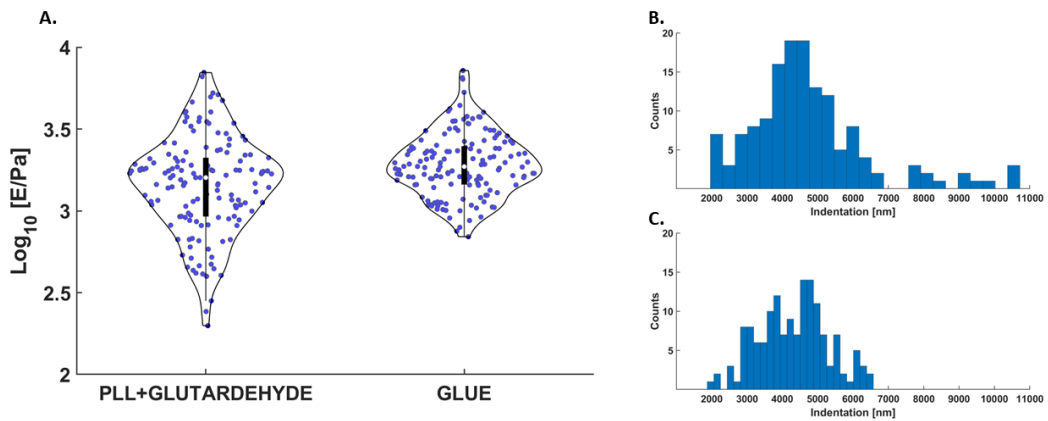 A.
Log10 [E/Pa]
4
3.5
3
2.5
2
PLL+GLUTARDEHYDE GLUE
B.
Counts
20
15
10
5
2000 3000 4000 5000 6000 7000 8000 9000 10000 11000
Indentation [nm]
C.
Counts
20
15
10
5
2000 3000 4000 5000 6000 7000 8000 9000 10000 11000
Indentation [nm]